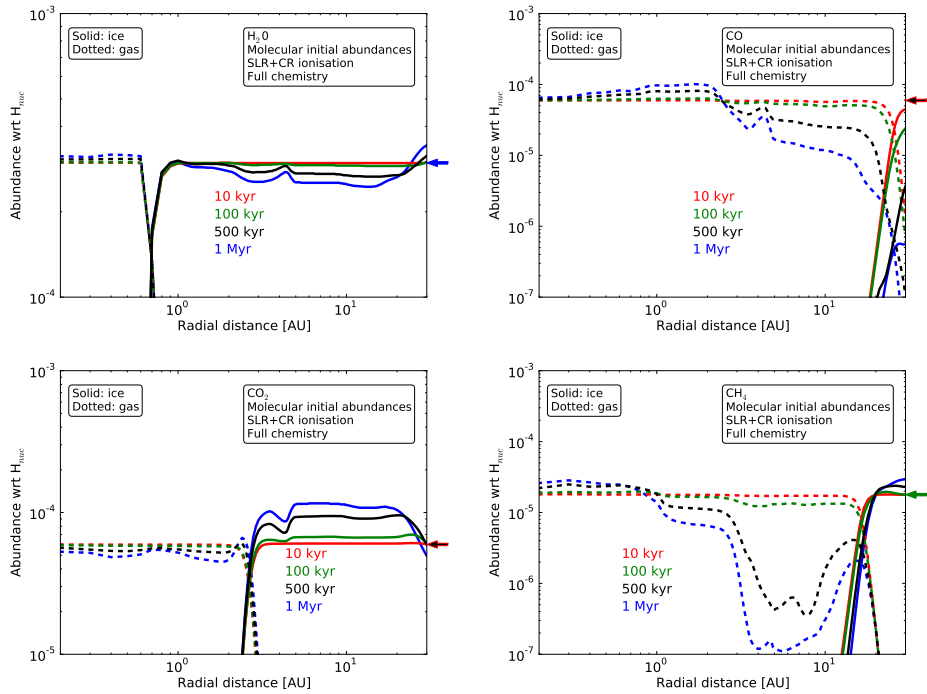 10⁻³
Solid: ice
Dotted: gas
H₂0
Molecular initial abundances
SLR+CR ionisation
Full chemistry
10 kyr
100 kyr
500 kyr
1 Myr
Abundance wrt Hₙᵤ𝒸
10⁻⁴
10⁰
10¹
Radial distance [AU]
10⁻³
Solid: ice
Dotted: gas
CO
Molecular initial abundances
SLR+CR ionisation
Full chemistry
10⁻⁴
10⁻⁵
10⁻⁶
10 kyr
100 kyr
500 kyr
1 Myr
Abundance wrt Hₙᵤ𝒸
10⁻⁷
10⁰
10¹
Radial distance [AU]
10⁻³
Solid: ice
Dotted: gas
CO₂
Molecular initial abundances
SLR+CR ionisation
Full chemistry
10⁻⁴
10 kyr
100 kyr
500 kyr
1 Myr
Abundance wrt Hₙᵤ𝒸
10⁻⁵
10⁰
10¹
Radial distance [AU]
10⁻³
Solid: ice
Dotted: gas
CH₄
Molecular initial abundances
SLR+CR ionisation
Full chemistry
10⁻⁴
10⁻⁵
10⁻⁶
10 kyr
100 kyr
500 kyr
1 Myr
Abundance wrt Hₙᵤ𝒸
10⁻⁷
10⁰
10¹
Radial distance [AU]